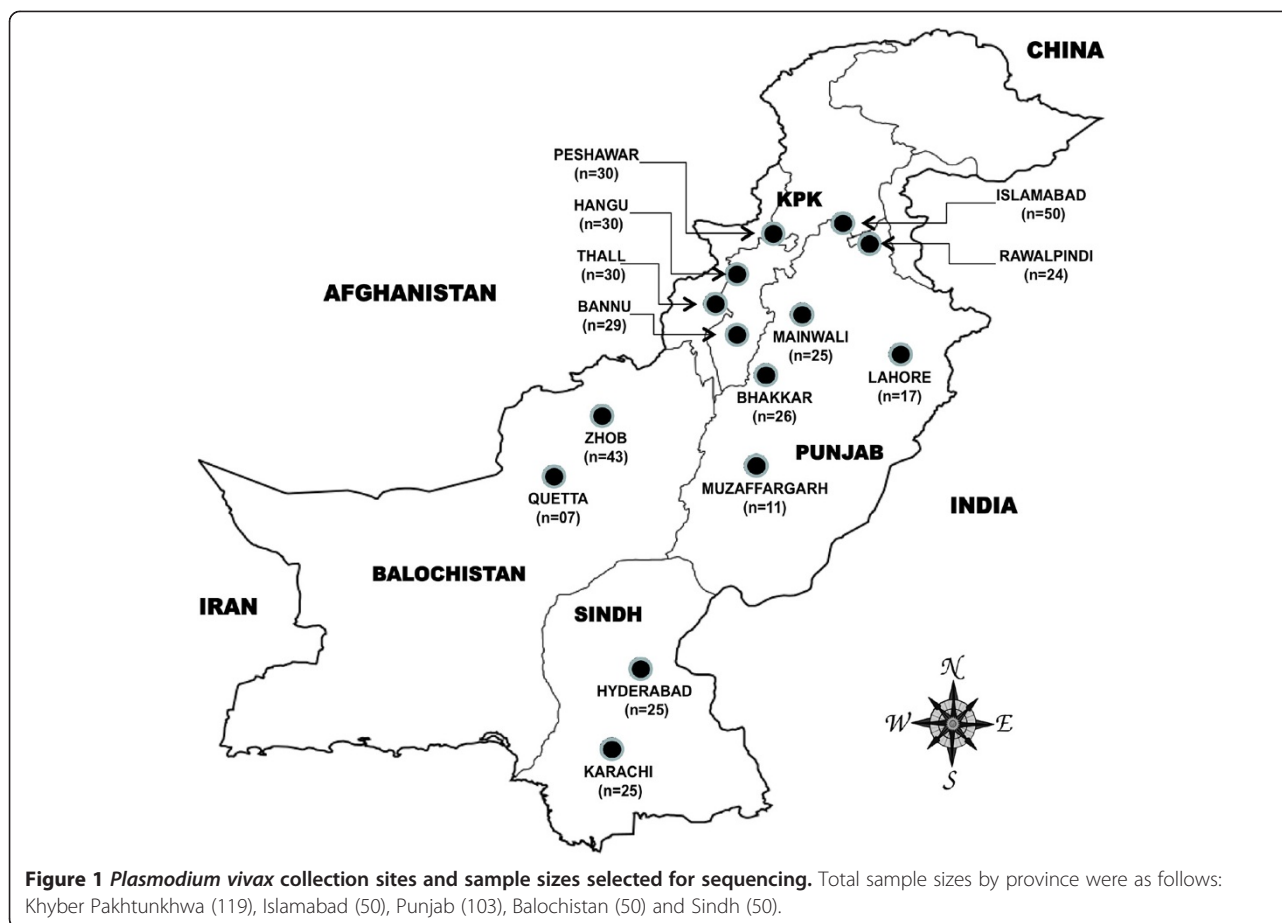 CHINA
PESHAWAR
(n=30)
KPK
ISLAMABAD
(n=50)
HANGU
(n=30)
RAWALPINDI
(n=24)
THALL
(n=30)
AFGHANISTAN
BANNU
(n=29)
MAINWALI
(n=25)
LAHORE
(n=17)
BHAKKAR
(n=26)
ZHOB
(n=43)
PUNJAB
QUETTA
(n=07)
MUZAFFARGARH
(n=11)
INDIA
BALOCHISTAN
IRAN
SINDH
HYDERABAD
(n=25)
N
W
E
S
KARACHI
(n=25)
Figure 1 Plasmodium vivax collection sites and sample sizes selected for sequencing. Total sample sizes by province were as follows:
Khyber Pakhtunkhwa (119), Islamabad (50), Punjab (103), Balochistan (50) and Sindh (50).